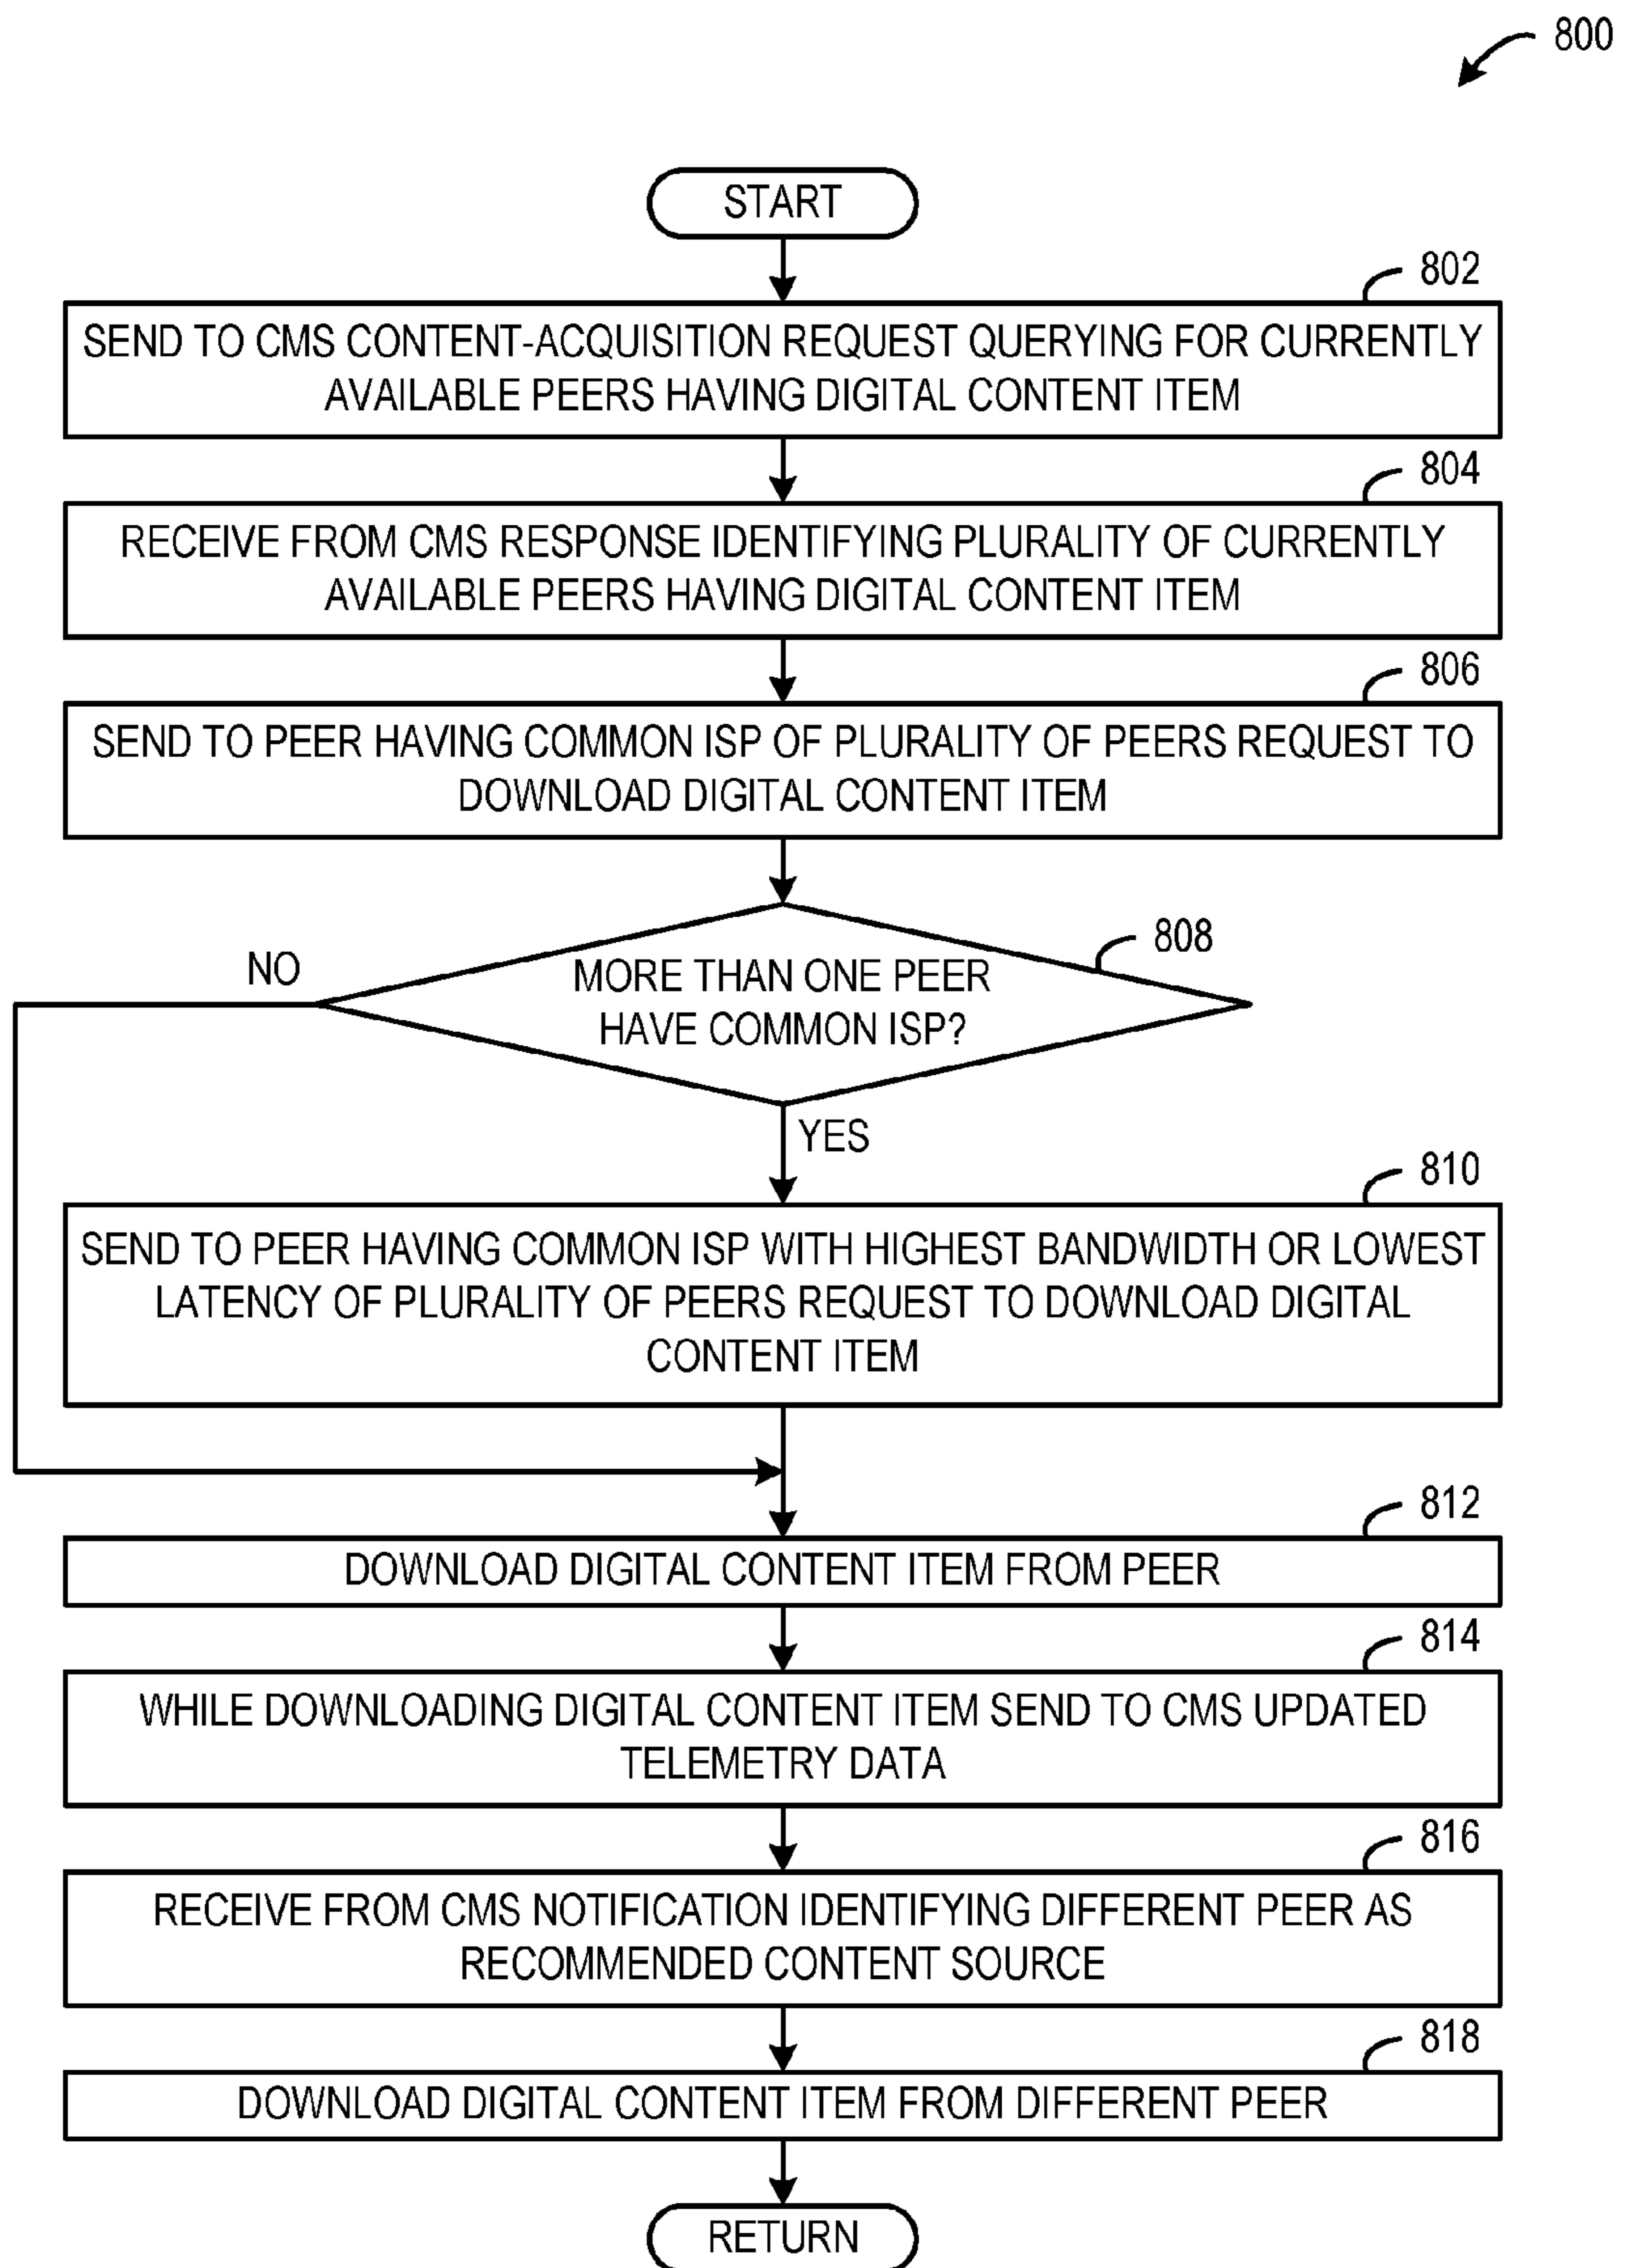 800
START
802
SEND TO CMS CONTENT-ACQUISITION REQUEST QUERYING FOR CURRENTLY
AVAILABLE PEERS HAVING DIGITAL CONTENT ITEM
804
RECEIVE FROM CMS RESPONSE IDENTIFYING PLURALITY OF CURRENTLY
AVAILABLE PEERS HAVING DIGITAL CONTENT ITEM
806
SEND TO PEER HAVING COMMON ISP OF PLURALITY OF PEERS REQUEST TO
DOWNLOAD DIGITAL CONTENT ITEM
808
NO
MORE THAN ONE PEER
HAVE COMMON ISP?
YES
810
SEND TO PEER HAVING COMMON ISP WITH HIGHEST BANDWIDTH OR LOWEST
LATENCY OF PLURALITY OF PEERS REQUEST TO DOWNLOAD DIGITAL
CONTENT ITEM
812
DOWNLOAD DIGITAL CONTENT ITEM FROM PEER
814
WHILE DOWNLOADING DIGITAL CONTENT ITEM SEND TO CMS UPDATED
TELEMETRY DATA
816
RECEIVE FROM CMS NOTIFICATION IDENTIFYING DIFFERENT PEER AS
RECOMMENDED CONTENT SOURCE
818
DOWNLOAD DIGITAL CONTENT ITEM FROM DIFFERENT PEER
RETURN